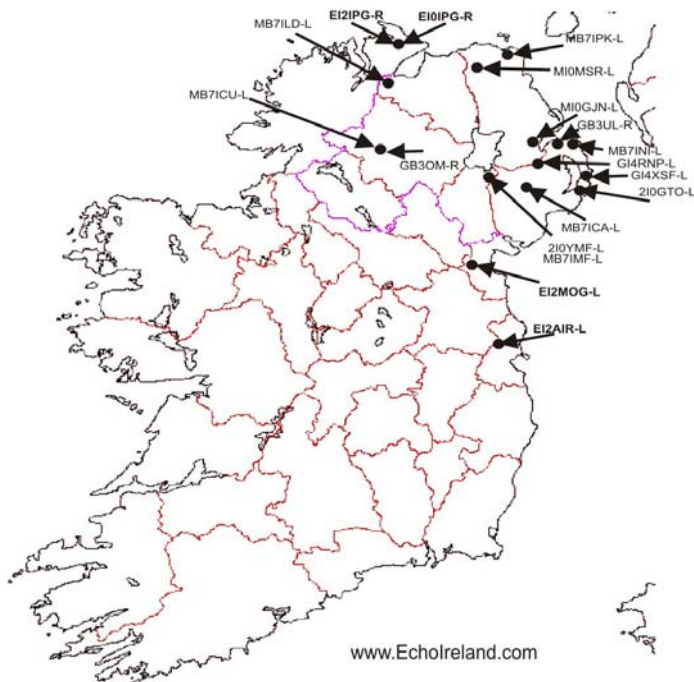 EI2IPG-R
EI0IPG-R
MB7ILD-L
MB7IPK-L
MI0MSR-L
MB7ICU-L
MI0GJN-L
GB3UL-R
MB7INI-L
GB3OM-R
GI4RNP-L
GI4XSF-L
2I0GTO-L
MB7ICA-L
2I0YMF-L
MB7IMF-L
EI2MOG-L
EI2AIR-L
www.EchoIreland.com